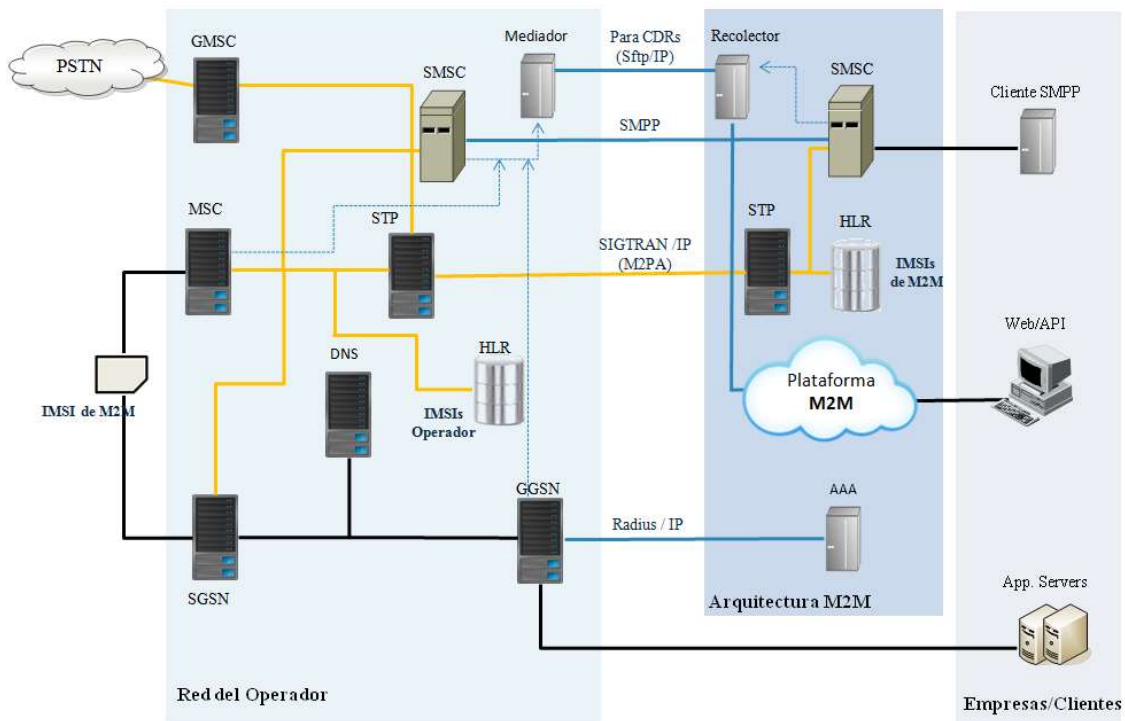 GMSC
PSTN
Mediador
Para CDRs
(Sftp/IP)
Recolector
SMSC
SMSC
Cliente SMPP
SMPP
MSC
STP
STP
HLR
SIGTRAN /IP
(M2PA)
IMSIs
de M2M
Web/API
DNS
HLR
Plataforma
M2M
IMSI de M2M
IMSIs
Operador
GGSN
AAA
Radius / IP
SGSN
App. Servers
Arquitectura M2M
Red del Operador
Empresas/Clientes